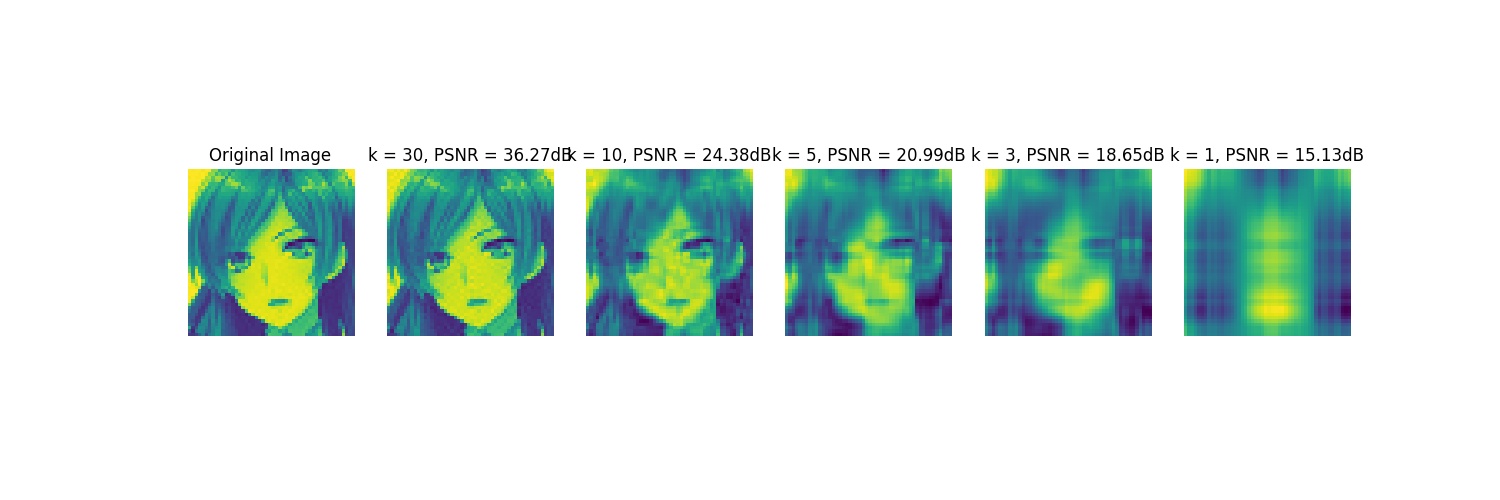 Original Image
k = 30, PSNR = 36.27dB
k = 10, PSNR = 24.38dB
k = 5, PSNR = 20.99dB
k = 3, PSNR = 18.65dB
k = 1, PSNR = 15.13dB